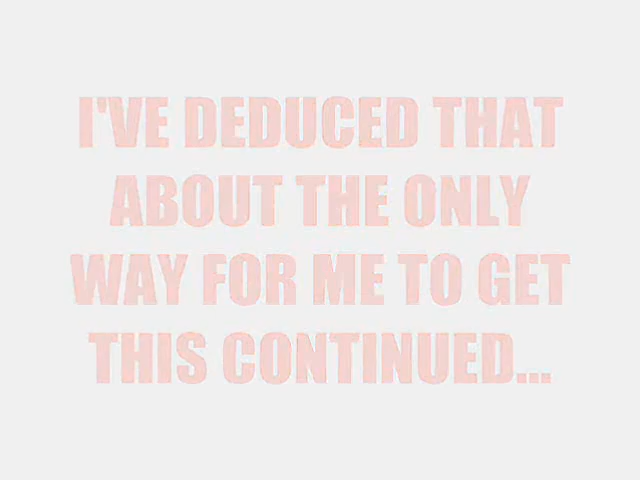 I'VE DEDUCED THAT
ABOUT THE ONLY
WAY FOR ME TO GET
THIS CONTINUED...